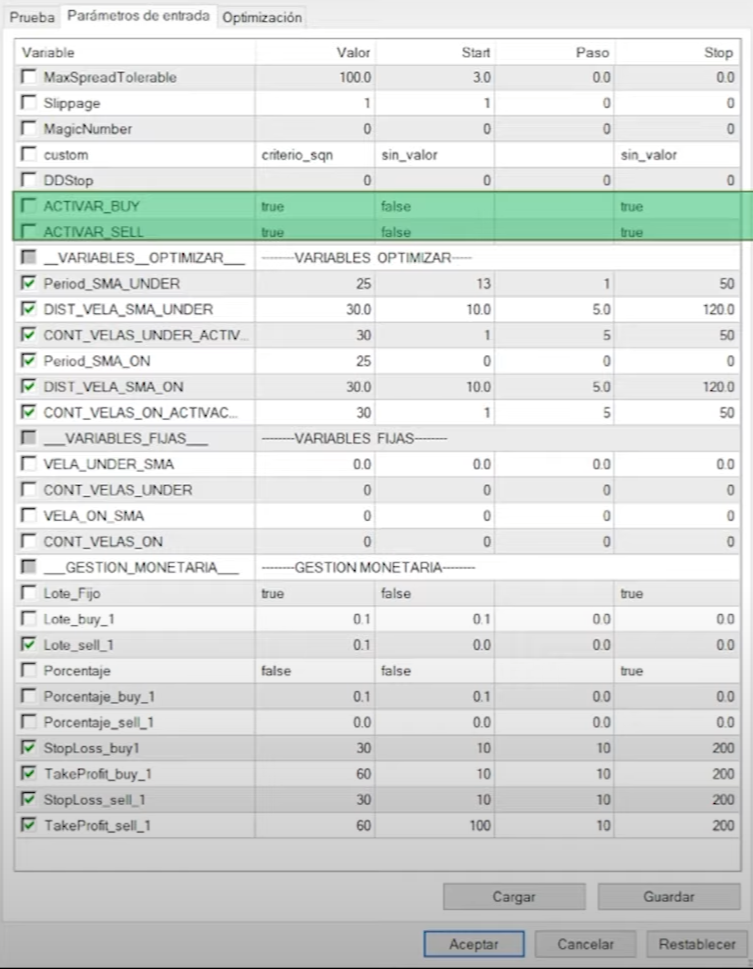 Prueba Parámetros de entrada Optimización
Variable Valor Start Paso Stop
MaxSpreadTolerable 100.0 3.0 0.0 0.0
Slippage 1 1 0 0
MagicNumber 0 0 0 0
custom criterio_sqn sin_valor sin_valor
DDStop 0 0 0 0
ACTIVAR_BUY true false true
ACTIVAR_SELL true false true
__VARIABLES__OPTIMIZAR___ --------VARIABLES OPTIMIZAR-----
Period_SMA_UNDER 25 13 1 50
DIST_VELA_SMA_UNDER 30.0 10.0 5.0 120.0
CONT_VELAS_UNDER_ACTIV... 30 1 5 50
Period_SMA_ON 25 0 0 0
DIST_VELA_SMA_ON 30.0 10.0 5.0 120.0
CONT_VELAS_ON_ACTIVAC... 30 1 5 50
___VARIABLES_FIJAS___ --------VARIABLES FIJAS--------
VELA_UNDER_SMA 0.0 0.0 0.0 0.0
CONT_VELAS_UNDER 0 0 0 0
VELA_ON_SMA 0 0 0 0
CONT_VELAS_ON 0 0 0 0
___GESTION_MONETARIA___ --------GESTION MONETARIA--------
Lote_Fijo true false true
Lote_buy_1 0.1 0.1 0.0 0.0
Lote_sell_1 0.1 0.0 0.0 0.0
Porcentaje false false true
Porcentaje_buy_1 0.1 0.1 0.0 0.0
Porcentaje_sell_1 0.0 0.0 0.0 0.0
StopLoss_buy1 30 10 10 200
TakeProfit_buy_1 60 10 10 200
StopLoss_sell_1 30 10 10 200
TakeProfit_sell_1 60 100 10 200
Cargar Guardar
Aceptar Cancelar Restablecer